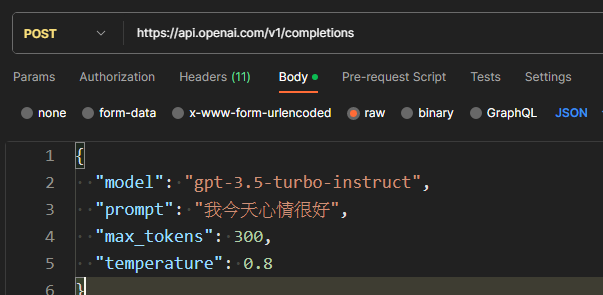 POST https://api.openai.com/v1/completions
Params Authorization Headers (11) Body Pre-request Script Tests Settings
none form-data x-www-form-urlencoded raw binary GraphQL JSON
1 {
2 "model": "gpt-3.5-turbo-instruct",
3 "prompt": "我今天心情很好",
4 "max_tokens": 300,
5 "temperature": 0.8
6 }